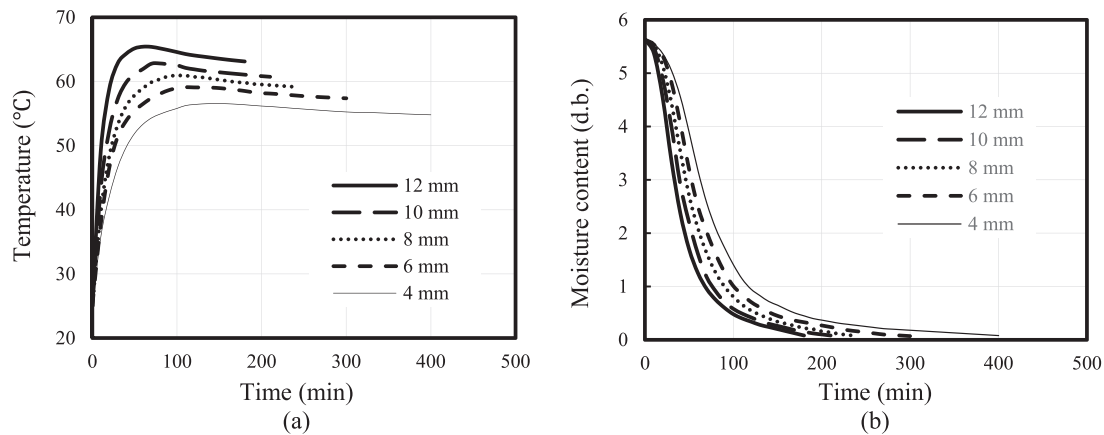 70
60
50
40
30
20
Temperature (°C)
12 mm
10 mm
8 mm
6 mm
4 mm
0 100 200 300 400 500
Time (min)
(a)
6
5
4
3
2
1
0
Moisture content (d.b.)
12 mm
10 mm
8 mm
6 mm
4 mm
0 100 200 300 400 500
Time (min)
(b)